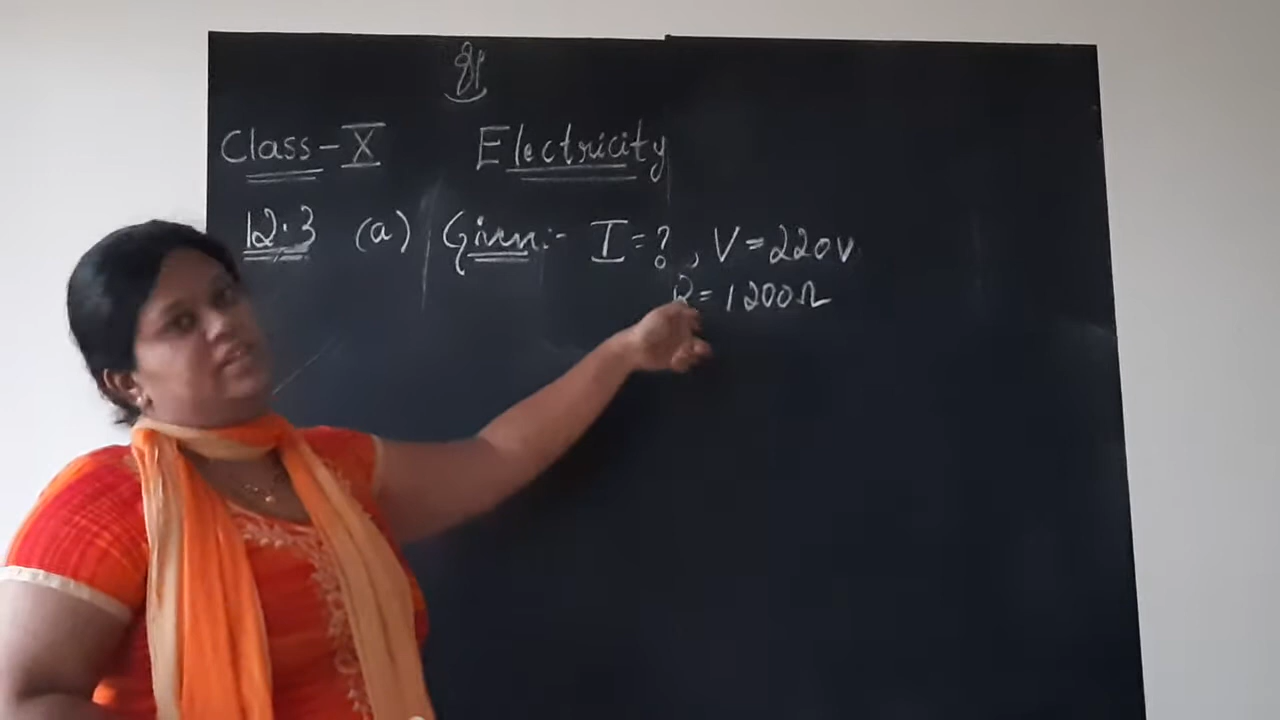 Class-X Electricity
12.3 (a) Given:- I=?, V=220V
R=1200Ω